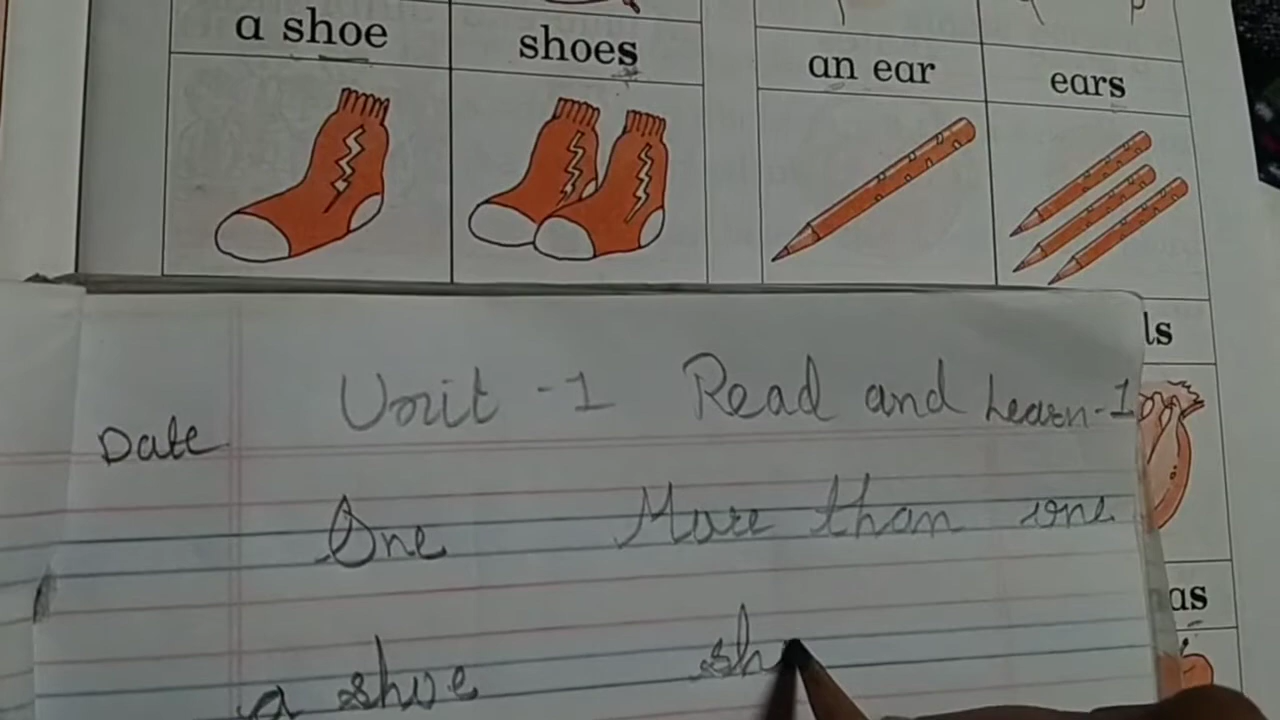 a shoe shoes an ear ears
ls
Unit -1 Read and Learn-1
Date
One More than one
as
a shoe sh